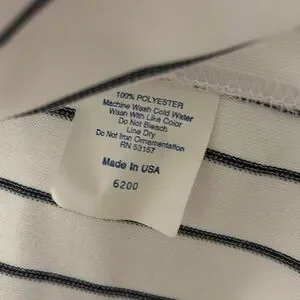 100% POLYESTER
Machine Wash Cold Water
Wash With Like Color
Do Not Bleach
Line Dry
Do Not Iron Ornamentation
RN 53157
Made In USA
6200